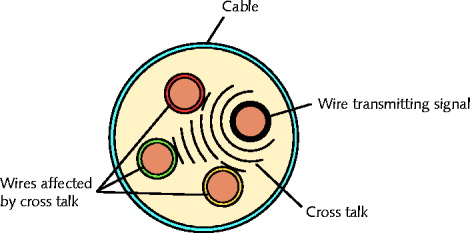 Cable
Wire transmitting signal
Wires affected
by cross talk
Cross talk